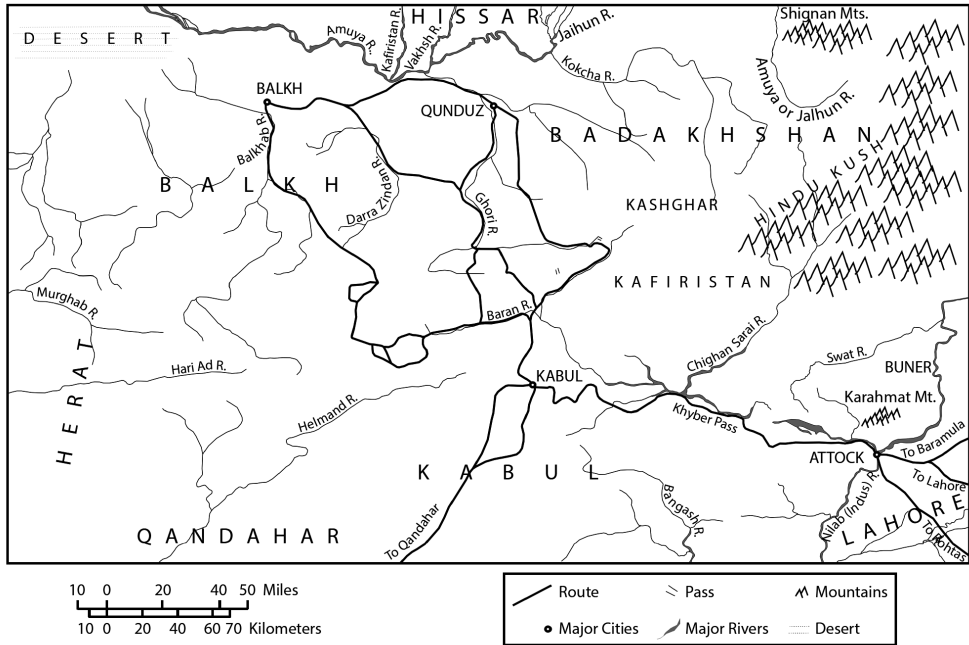 HISSAR
Shignan Mts.
DESERT
Amuya R.
Kafiristan R.
Vakhsh R.
Jalhun R.
Kokcha R.
Amuya or Jalhun R.
BALKH
QUNDUZ
BADAKHSHAN
Balkhab R.
HINDU KUSH
BALKH
Darra Zindan R.
Ghori R.
KASHGHAR
KAFIRISTAN
Murghab R.
Baran R.
Chighan Sarai R.
Swat R.
BUNER
HERAT
Hari Ad R.
KABUL
Karahmat Mt.
Helmand R.
Khyber Pass
To Baramula
ATTOCK
KABUL
To Lahore
Bangash R.
Nilab (Indus) R.
LAHORE
To Qandahar
QANDAHAR
To Rohtas
10 0 20 40 50 Miles
10 0 20 40 60 70 Kilometers
Route
Pass
Mountains
Major Cities
Major Rivers
Desert